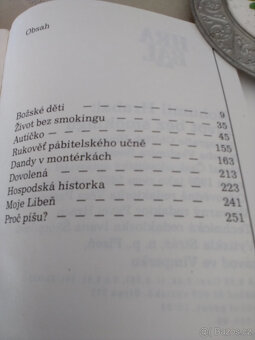 Obsah
Božské děti — — — — — — — 9
Život bez smokingu — — — — 35
Autíčko — — — — — — — — 45
Rukověť pábitelského učně — 155
Dandy v montérkách — — — 163
Dovolená — — — — — — — 213
Hospodská historka — — — — 223
Moje Libeň — — — — — — — 241
Proč píšu? — — — — — — — 251